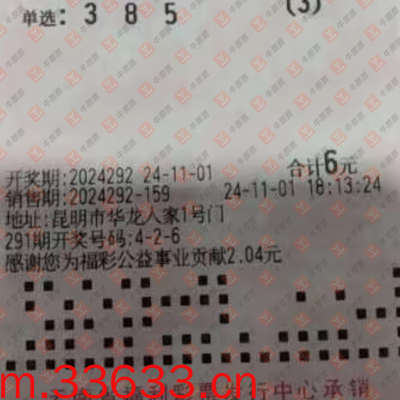 单选: 3 8 5 (3)
合计6元
开奖期:2024292 24-11-01
销售期:2024292-159 24-11-01 18:13:24
地址:昆明市华龙人家1号门
291期开奖号码:4-2-6
感谢您为福彩公益事业贡献2.04元
m.33633.cn
行中心承销